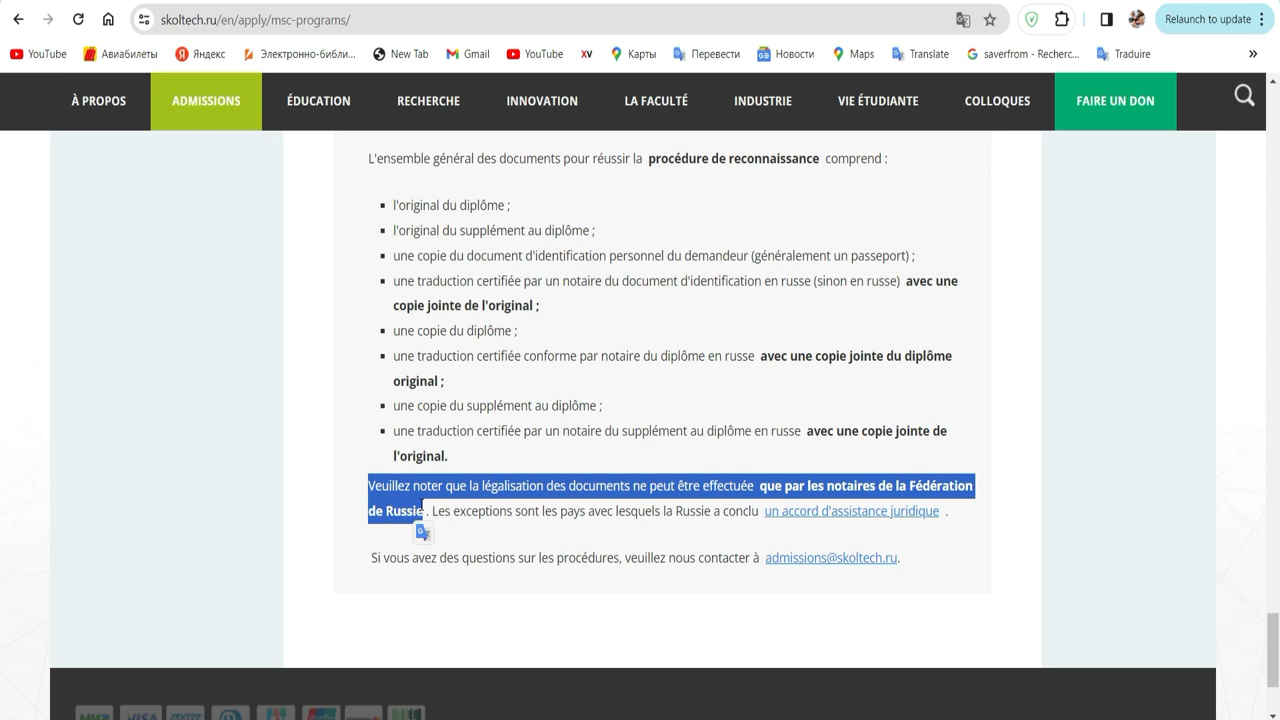 skoltech.ru/en/apply/msc-programs/
Relaunch to update
YouTube Авиабилеты Яндекс Электронно-библи... New Tab Gmail YouTube XV Карты Перевести Новости Maps Translate saverfrom - Recherc... Traduire »
À PROPOS ADMISSIONS ÉDUCATION RECHERCHE INNOVATION LA FACULTÉ INDUSTRIE VIE ÉTUDIANTE COLLOQUES FAIRE UN DON
L'ensemble général des documents pour réussir la procédure de reconnaissance comprend :
l'original du diplôme ;
l'original du supplément au diplôme ;
une copie du document d'identification personnel du demandeur (généralement un passeport) ;
une traduction certifiée par un notaire du document d'identification en russe (sinon en russe) avec une
copie jointe de l'original ;
une copie du diplôme ;
une traduction certifiée conforme par notaire du diplôme en russe avec une copie jointe du diplôme
original ;
une copie du supplément au diplôme ;
une traduction certifiée par un notaire du supplément au diplôme en russe avec une copie jointe de
l'original.
Veuillez noter que la légalisation des documents ne peut être effectuée que par les notaires de la Fédération
de Russie . Les exceptions sont les pays avec lesquels la Russie a conclu un accord d'assistance juridique .
Si vous avez des questions sur les procédures, veuillez nous contacter à admissions@skoltech.ru.
VISA